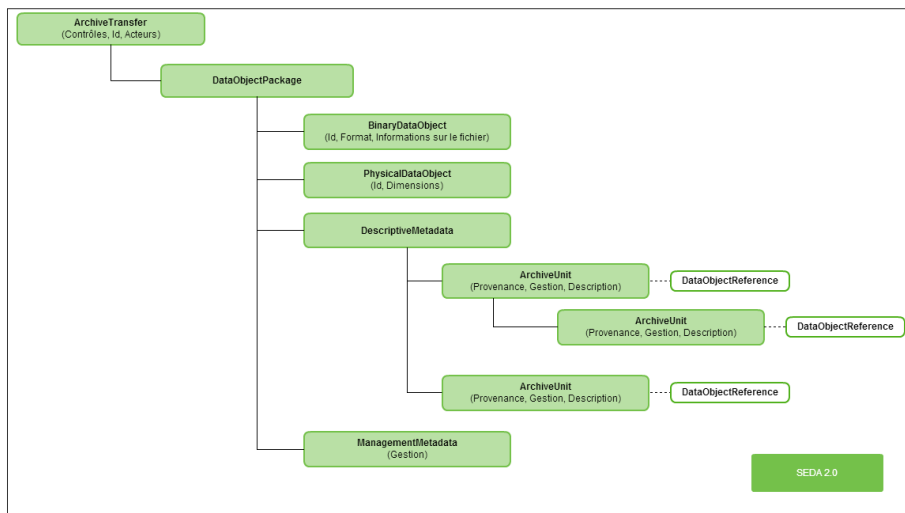 ArchiveTransfer
(Contrôles, Id, Acteurs)
DataObjectPackage
BinaryDataObject
(Id, Format, Informations sur le fichier)
PhysicalDataObject
(Id, Dimensions)
DescriptiveMetadata
ArchiveUnit
(Provenance, Gestion, Description)
DataObjectReference
ArchiveUnit
(Provenance, Gestion, Description)
DataObjectReference
ArchiveUnit
(Provenance, Gestion, Description)
DataObjectReference
ManagementMetadata
(Gestion)
SEDA 2.0